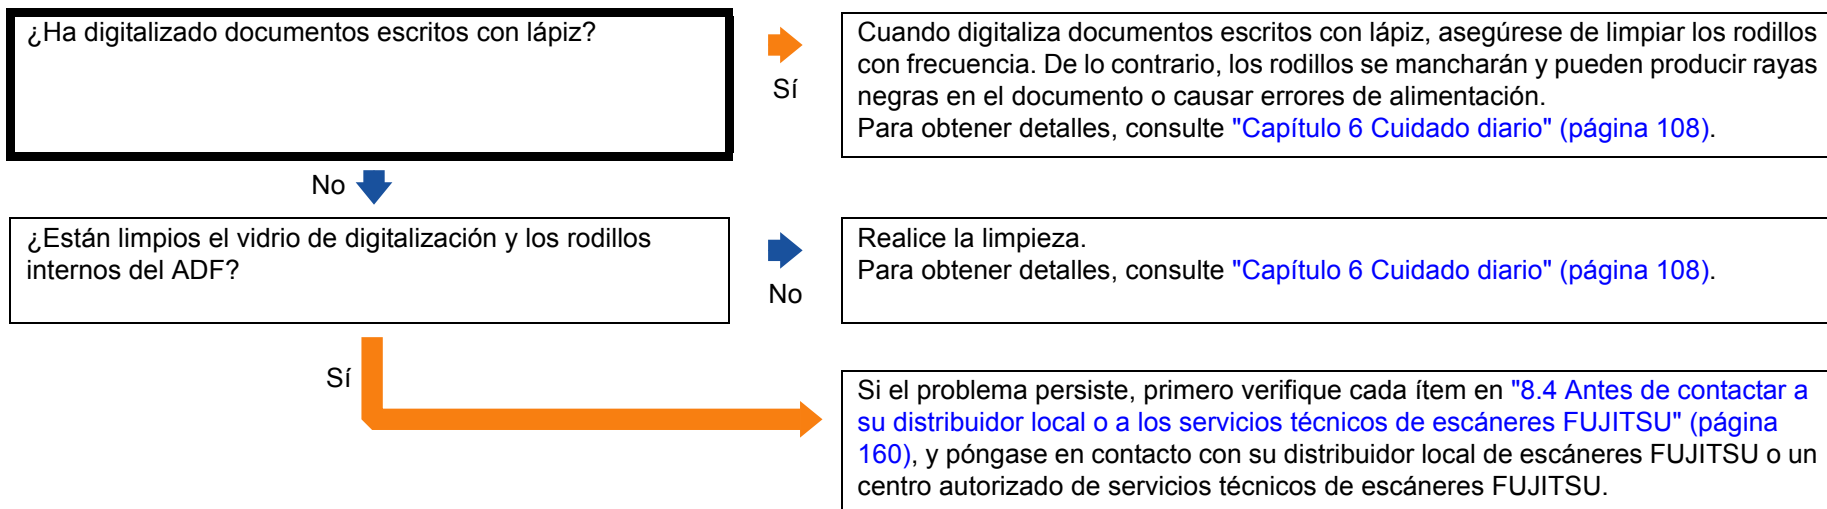 ¿Ha digitalizado documentos escritos con lápiz?
Sí
Cuando digitaliza documentos escritos con lápiz, asegúrese de limpiar los rodillos
con frecuencia. De lo contrario, los rodillos se mancharán y pueden producir rayas
negras en el documento o causar errores de alimentación.
Para obtener detalles, consulte "Capítulo 6 Cuidado diario" (página 108).
No
¿Están limpios el vidrio de digitalización y los rodillos
internos del ADF?
No
Realice la limpieza.
Para obtener detalles, consulte "Capítulo 6 Cuidado diario" (página 108).
Sí
Si el problema persiste, primero verifique cada ítem en "8.4 Antes de contactar a
su distribuidor local o a los servicios técnicos de escáneres FUJITSU" (página
160), y póngase en contacto con su distribuidor local de escáneres FUJITSU o un
centro autorizado de servicios técnicos de escáneres FUJITSU.